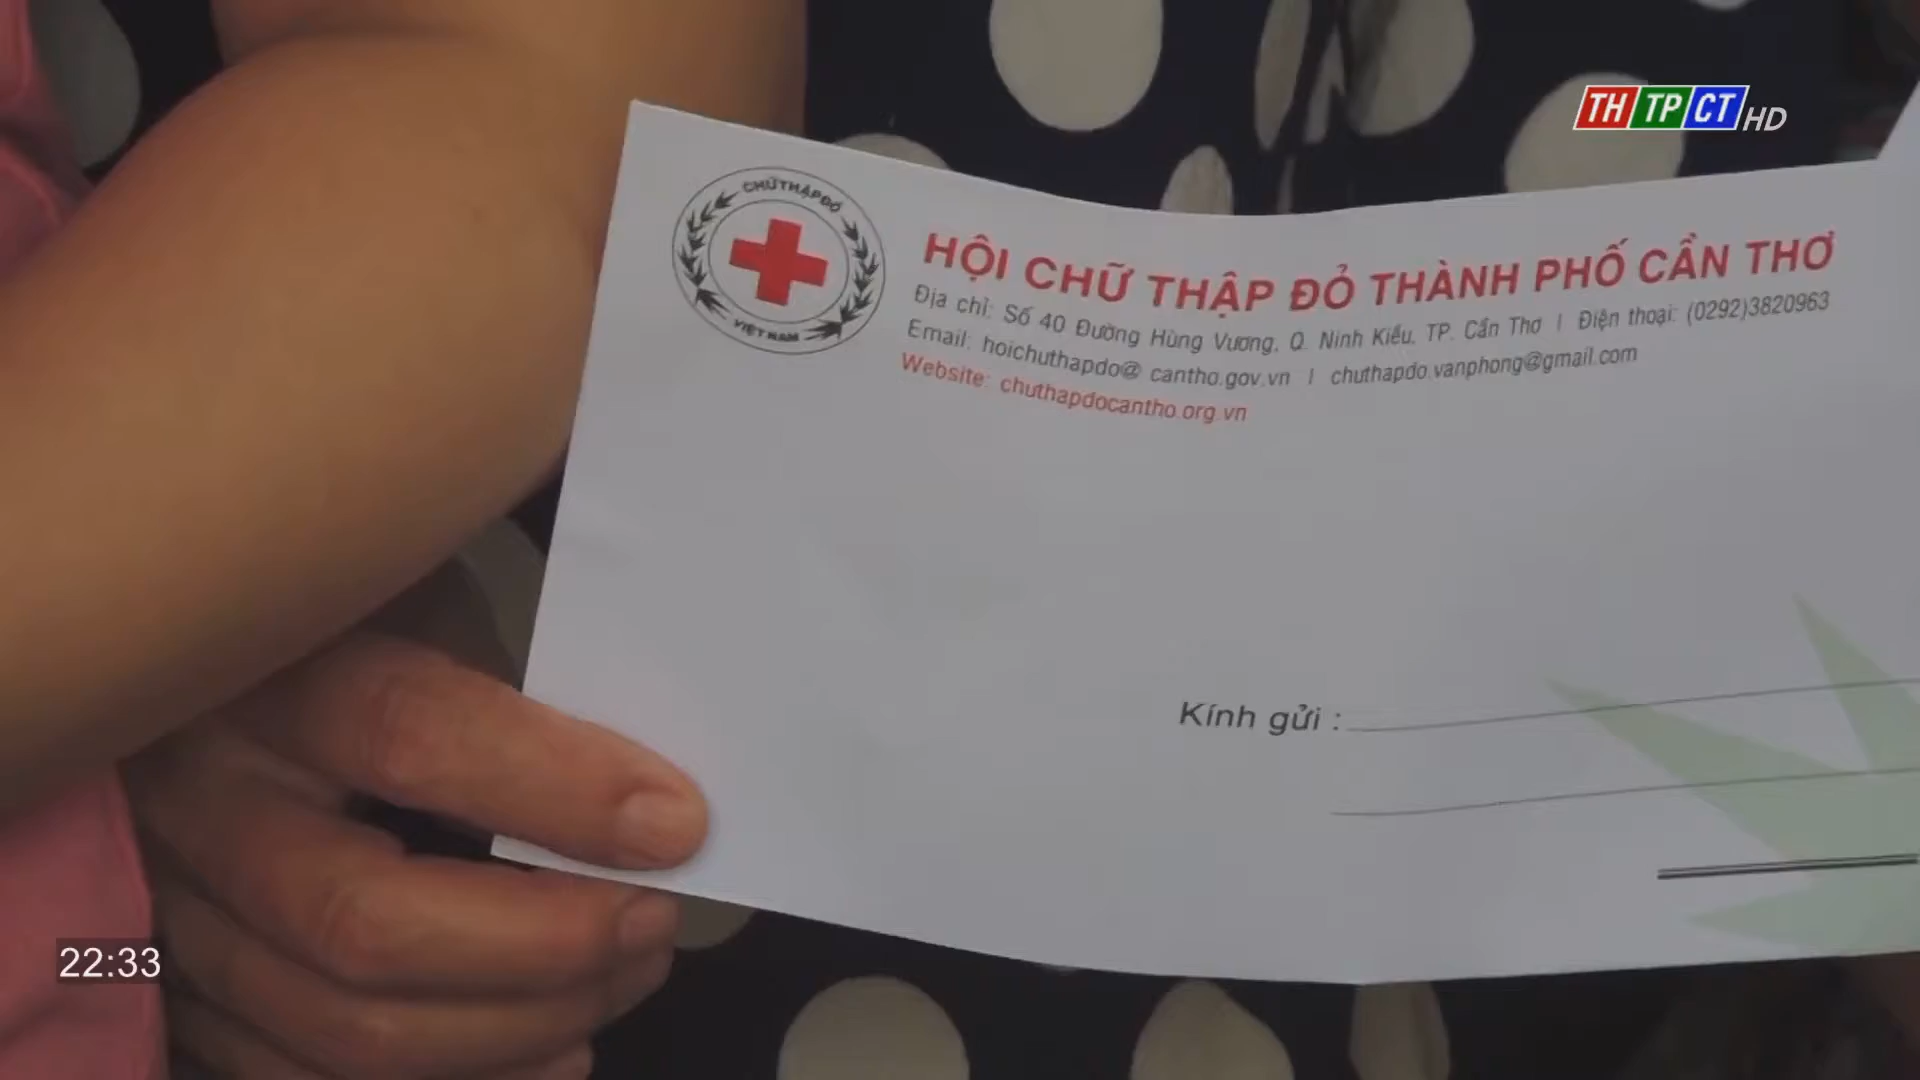 THTPCT HD
CHỮ THẬP ĐỎ
VIỆT NAM
HỘI CHỮ THẬP ĐỎ THÀNH PHỐ CẦN THƠ
Địa chỉ: Số 40 Đường Hùng Vương, Q. Ninh Kiều, TP. Cần Thơ | Điện thoại: (0292)3820963
Email: hoichuthapdo@ cantho.gov.vn | chuthapdo.vanphong@gmail.com
Website: chuthapdocantho.org.vn
Kính gửi :
22:33